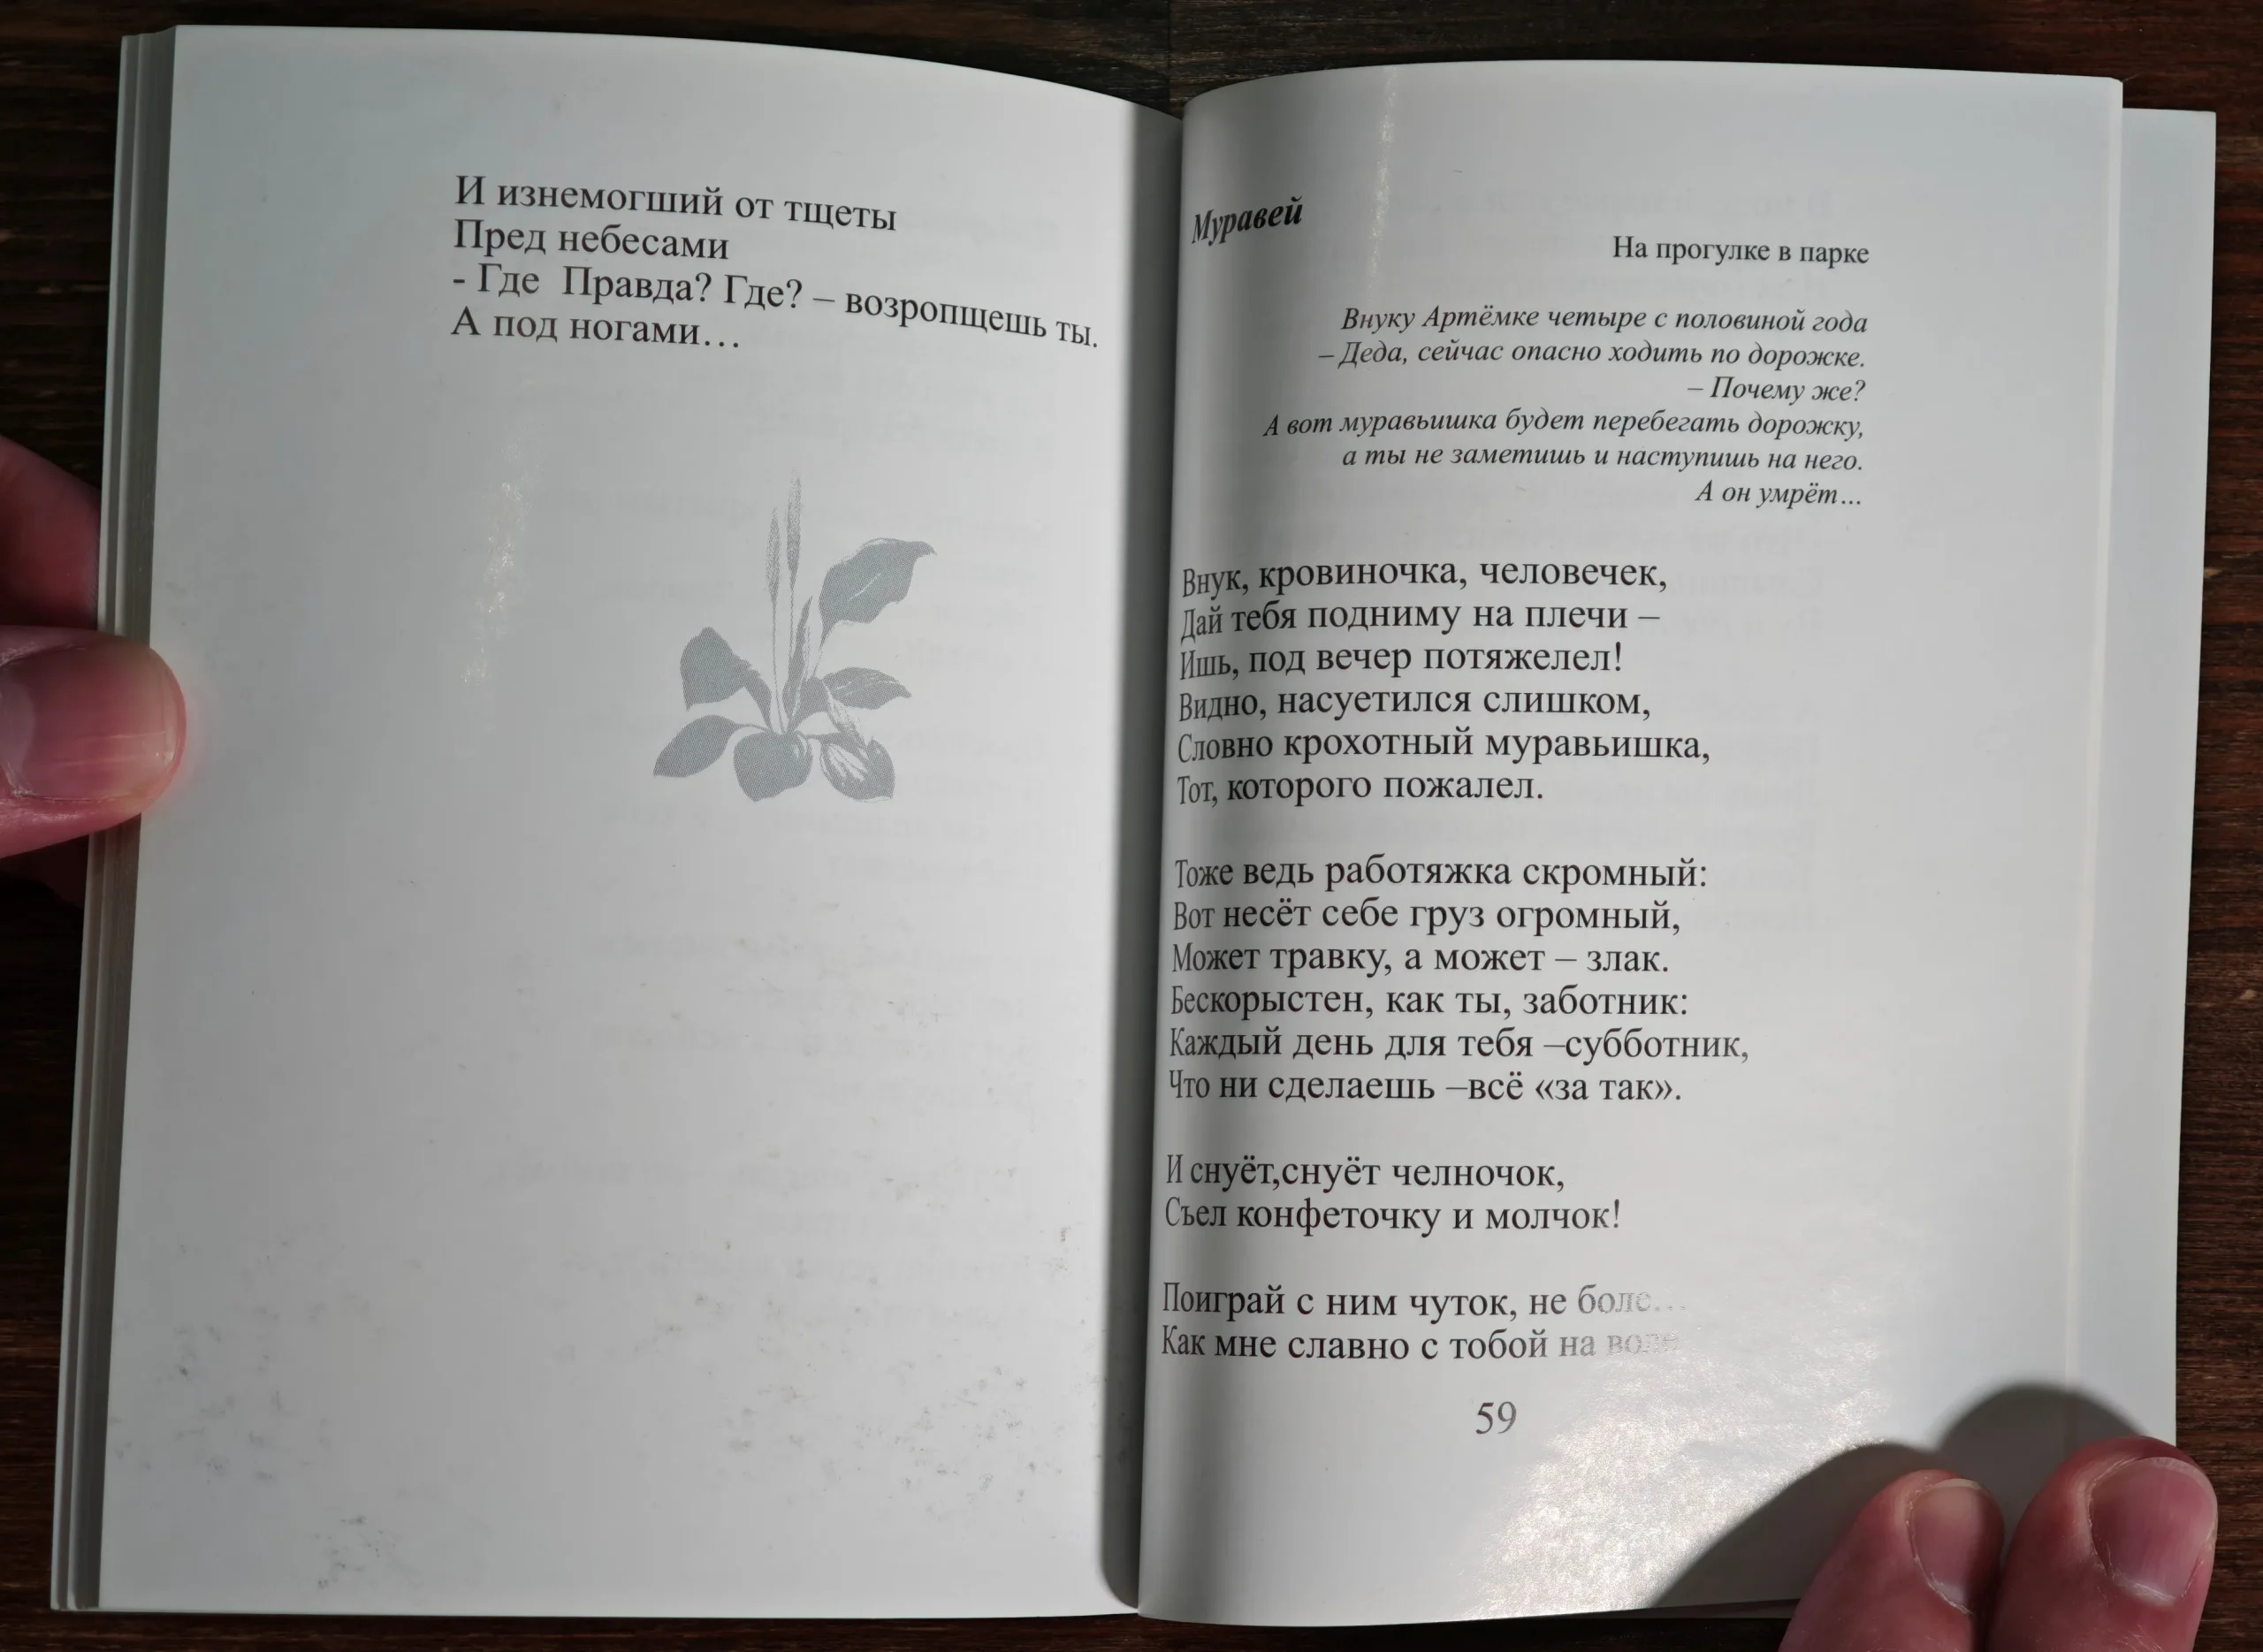 И изнемогший от тщеты
Пред небесами
- Где Правда? Где? – возропщешь ты.
А под ногами…
Муравей
На прогулке в парке
Внуку Артёмке четыре с половиной года
– Деда, сейчас опасно ходить по дорожке.
– Почему же?
А вот муравьишка будет перебегать дорожку,
а ты не заметишь и наступишь на него.
А он умрёт…
Внук, кровиночка, человечек,
Дай тебя подниму на плечи –
Ишь, под вечер потяжелел!
Видно, насуетился слишком,
Словно крохотный муравьишка,
Тот, которого пожалел.
Тоже ведь работяжка скромный:
Вот несёт себе груз огромный,
Может травку, а может – злак.
Бескорыстен, как ты, заботник:
Каждый день для тебя –субботник,
Что ни сделаешь –всё «за так».
И снуёт,снуёт челночок,
Съел конфеточку и молчок!
Поиграй с ним чуток, не боле…
Как мне славно с тобой на
59